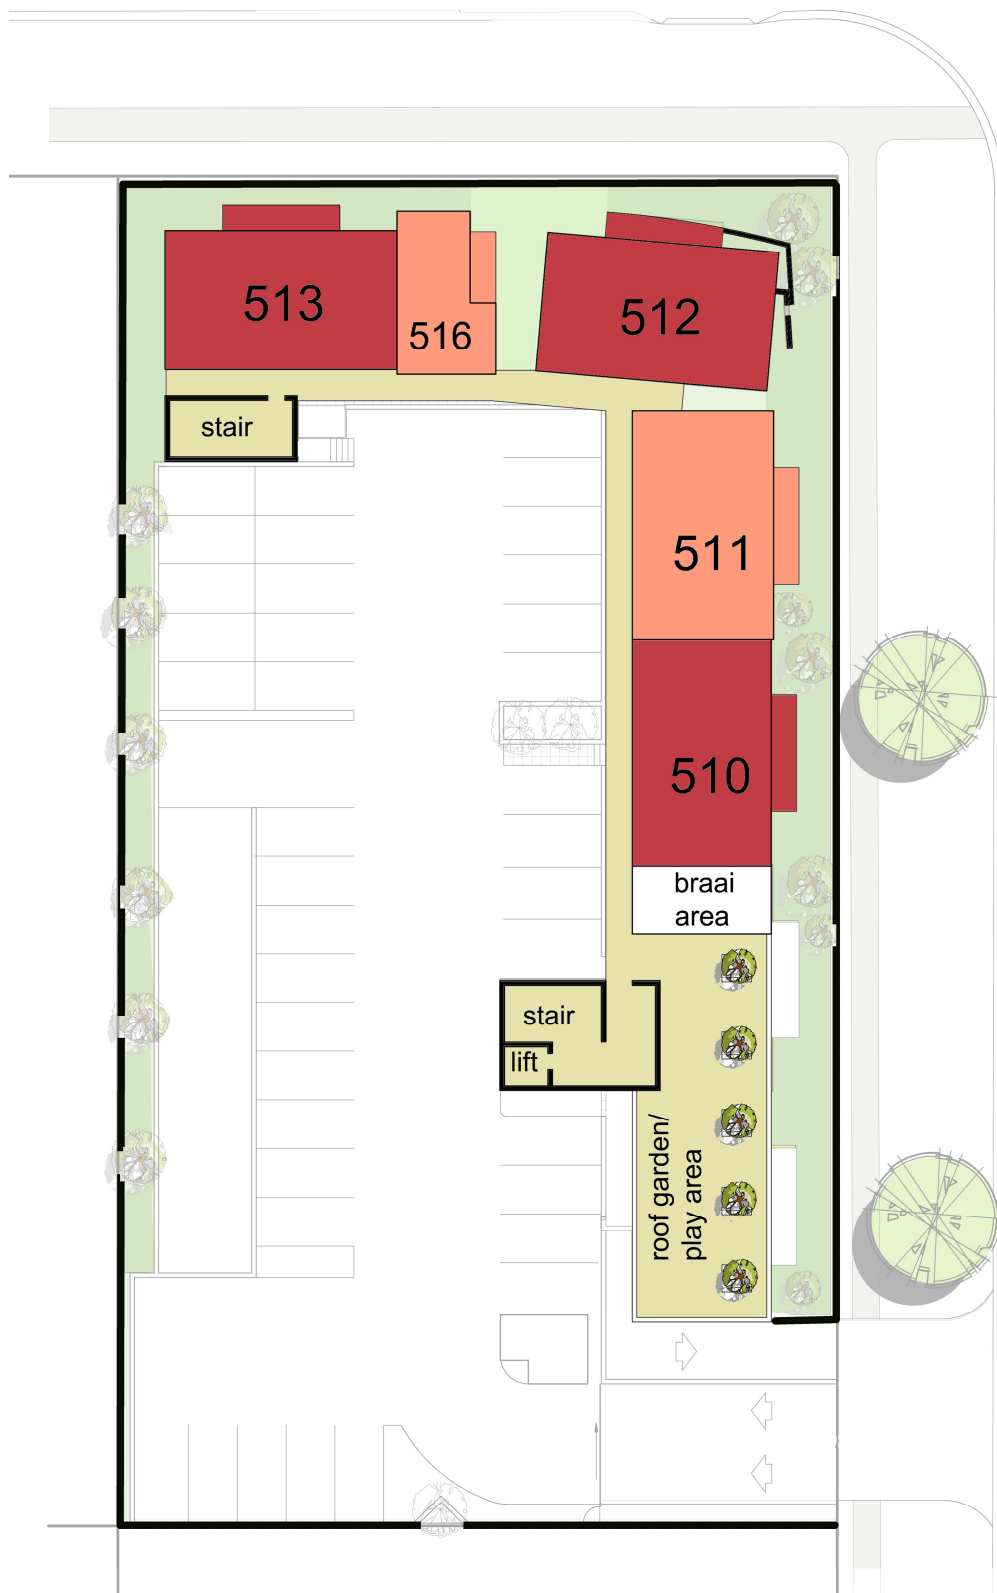 513
516
512
stair
511
510
braai
area
stair
lift
roof garden/
play area